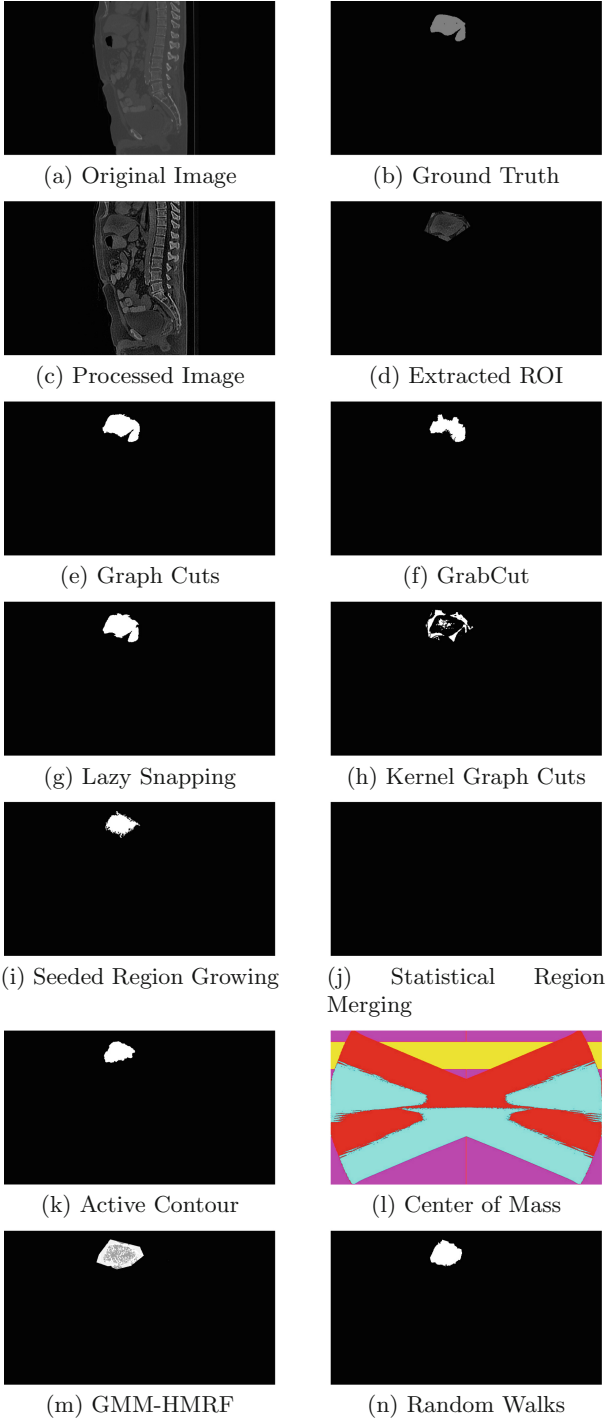 (a) Original Image
(b) Ground Truth
(c) Processed Image
(d) Extracted ROI
(e) Graph Cuts
(f) GrabCut
(g) Lazy Snapping
(h) Kernel Graph Cuts
(i) Seeded Region Growing
(j) Statistical Region
Merging
(k) Active Contour
(l) Center of Mass
(m) GMM-HMRF
(n) Random Walks